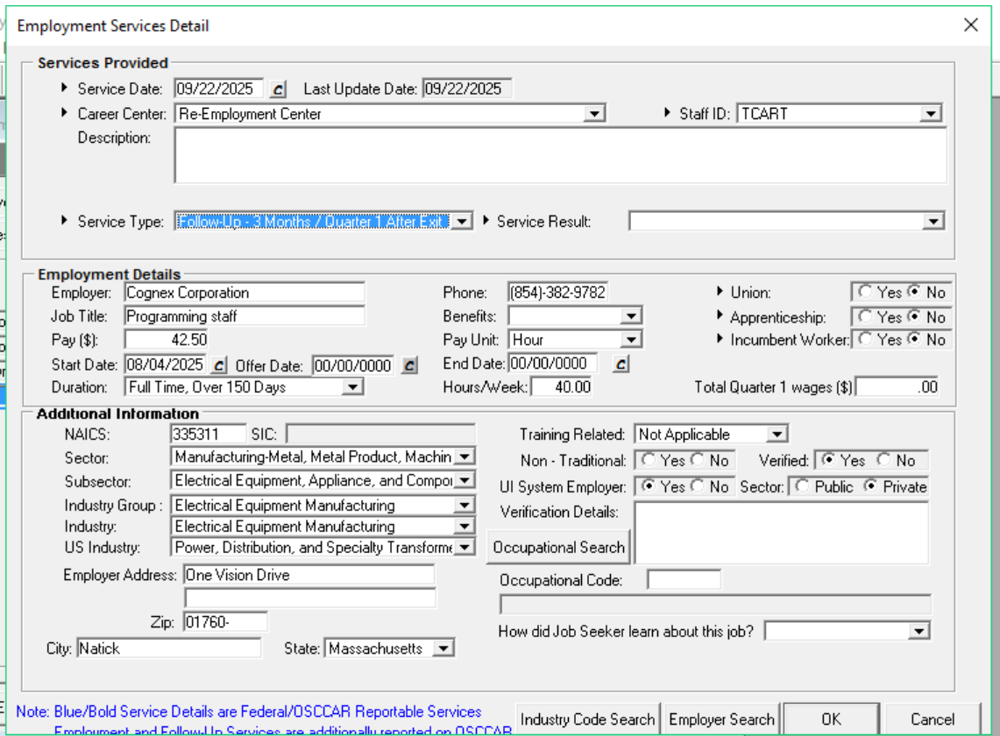 Employment Services Detail
Services Provided
Service Date: 09/22/2025 c Last Update Date: 09/22/2025
Career Center: Re-Employment Center Staff ID: TCART
Description:
Service Type: Follow-Up - 3 Months / Quarter 1 After Exit Service Result:
Employment Details
Employer: Cognex Corporation Phone: (854)-382-9782 Union: Yes No
Job Title: Programming staff Benefits: Apprenticeship: Yes No
Pay ($): 42.50 Pay Unit: Hour Incumbent Worker: Yes No
Start Date: 08/04/2025 c Offer Date: 00/00/0000 c End Date: 00/00/0000 c
Duration: Full Time, Over 150 Days Hours/Week: 40.00 Total Quarter 1 wages ($) .00
Additional Information
NAICS: 335311 SIC: Training Related: Not Applicable
Sector: Manufacturing-Metal, Metal Product, Machin Non - Traditional: Yes No Verified: Yes No
Subsector: Electrical Equipment, Appliance, and Compo UI System Employer: Yes No Sector: Public Private
Industry Group : Electrical Equipment Manufacturing Verification Details:
Industry: Electrical Equipment Manufacturing
US Industry: Power, Distribution, and Specialty Transforme Occupational Search
Employer Address: One Vision Drive Occupational Code:
Zip: 01760-
How did Job Seeker learn about this job?
City: Natick State: Massachusetts
Note: Blue/Bold Service Details are Federal/OSCCAR Reportable Services
Employment and Follow-Up Services are additionally reported on OSCCAR
Industry Code Search Employer Search OK Cancel